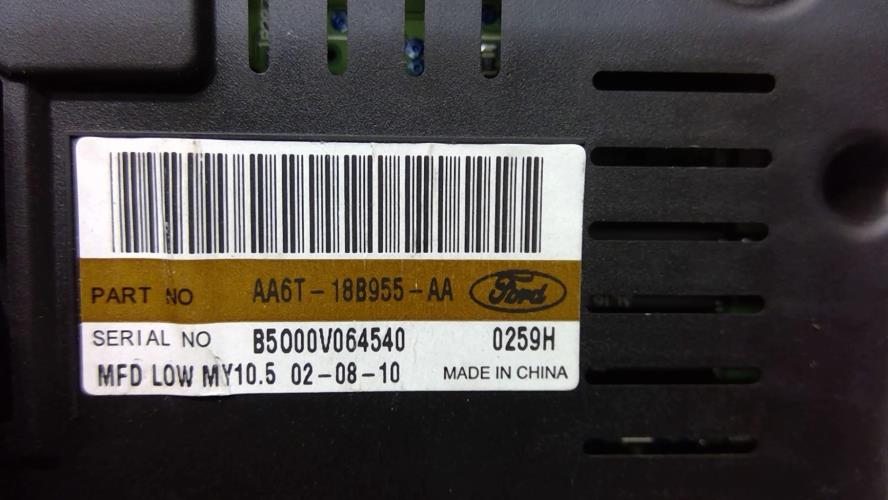 PART NO AA6T-18B955-AA Ford
SERIAL NO B5000V064540 0259H
MFD LOW MY10.5 02-08-10 MADE IN CHINA